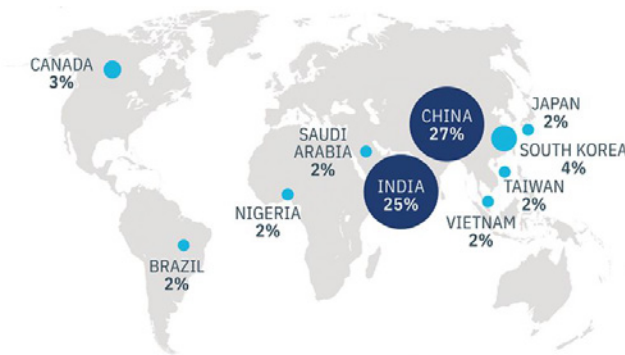 CANADA
3%
CHINA
27%
JAPAN
2%
SOUTH KOREA
4%
SAUDI
ARABIA
2%
INDIA
25%
TAIWAN
2%
NIGERIA
2%
VIETNAM
2%
BRAZIL
2%